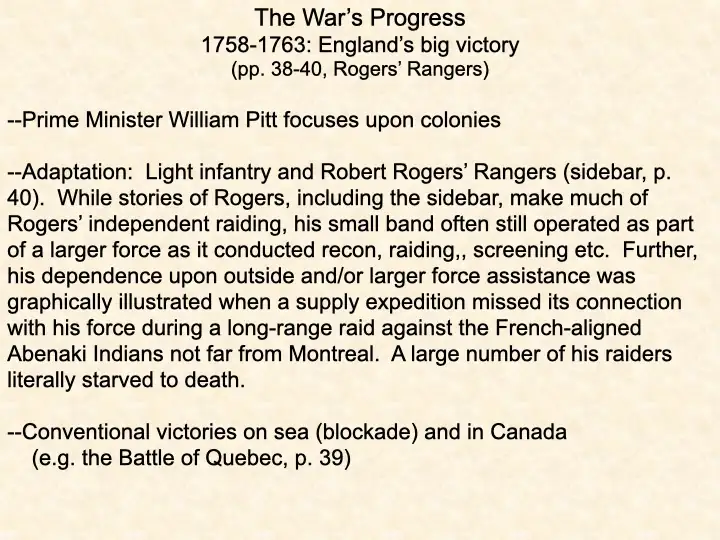 The War’s Progress
1758-1763: England’s big victory
(pp. 38-40, Rogers’ Rangers)
--Prime Minister William Pitt focuses upon colonies
--Adaptation:  Light infantry and Robert Rogers’ Rangers (sidebar, p.
40).  While stories of Rogers, including the sidebar, make much of
Rogers’ independent raiding, his small band often still operated as part
of a larger force as it conducted recon, raiding,, screening etc.  Further,
his dependence upon outside and/or larger force assistance was
graphically illustrated when a supply expedition missed its connection
with his force during a long-range raid against the French-aligned
Abenaki Indians not far from Montreal.  A large number of his raiders
literally starved to death.
--Conventional victories on sea (blockade) and in Canada
(e.g. the Battle of Quebec, p. 39)